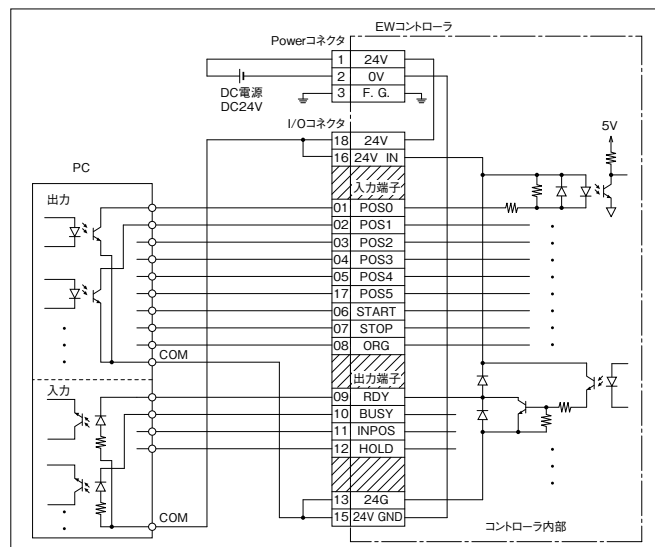 EWコントローラ
Powerコネクタ
1 24V
2 0V
3 F. G.
DC電源
DC24V
I/Oコネクタ
18 24V
16 24V IN
5V
PC
入力端子
出力
01 POS0
02 POS1
03 POS2
04 POS3
05 POS4
17 POS5
06 START
07 STOP
08 ORG
COM
出力端子
入力
09 RDY
10 BUSY
11 INPOS
12 HOLD
13 24G
15 24V GND
COM
コントローラ内部